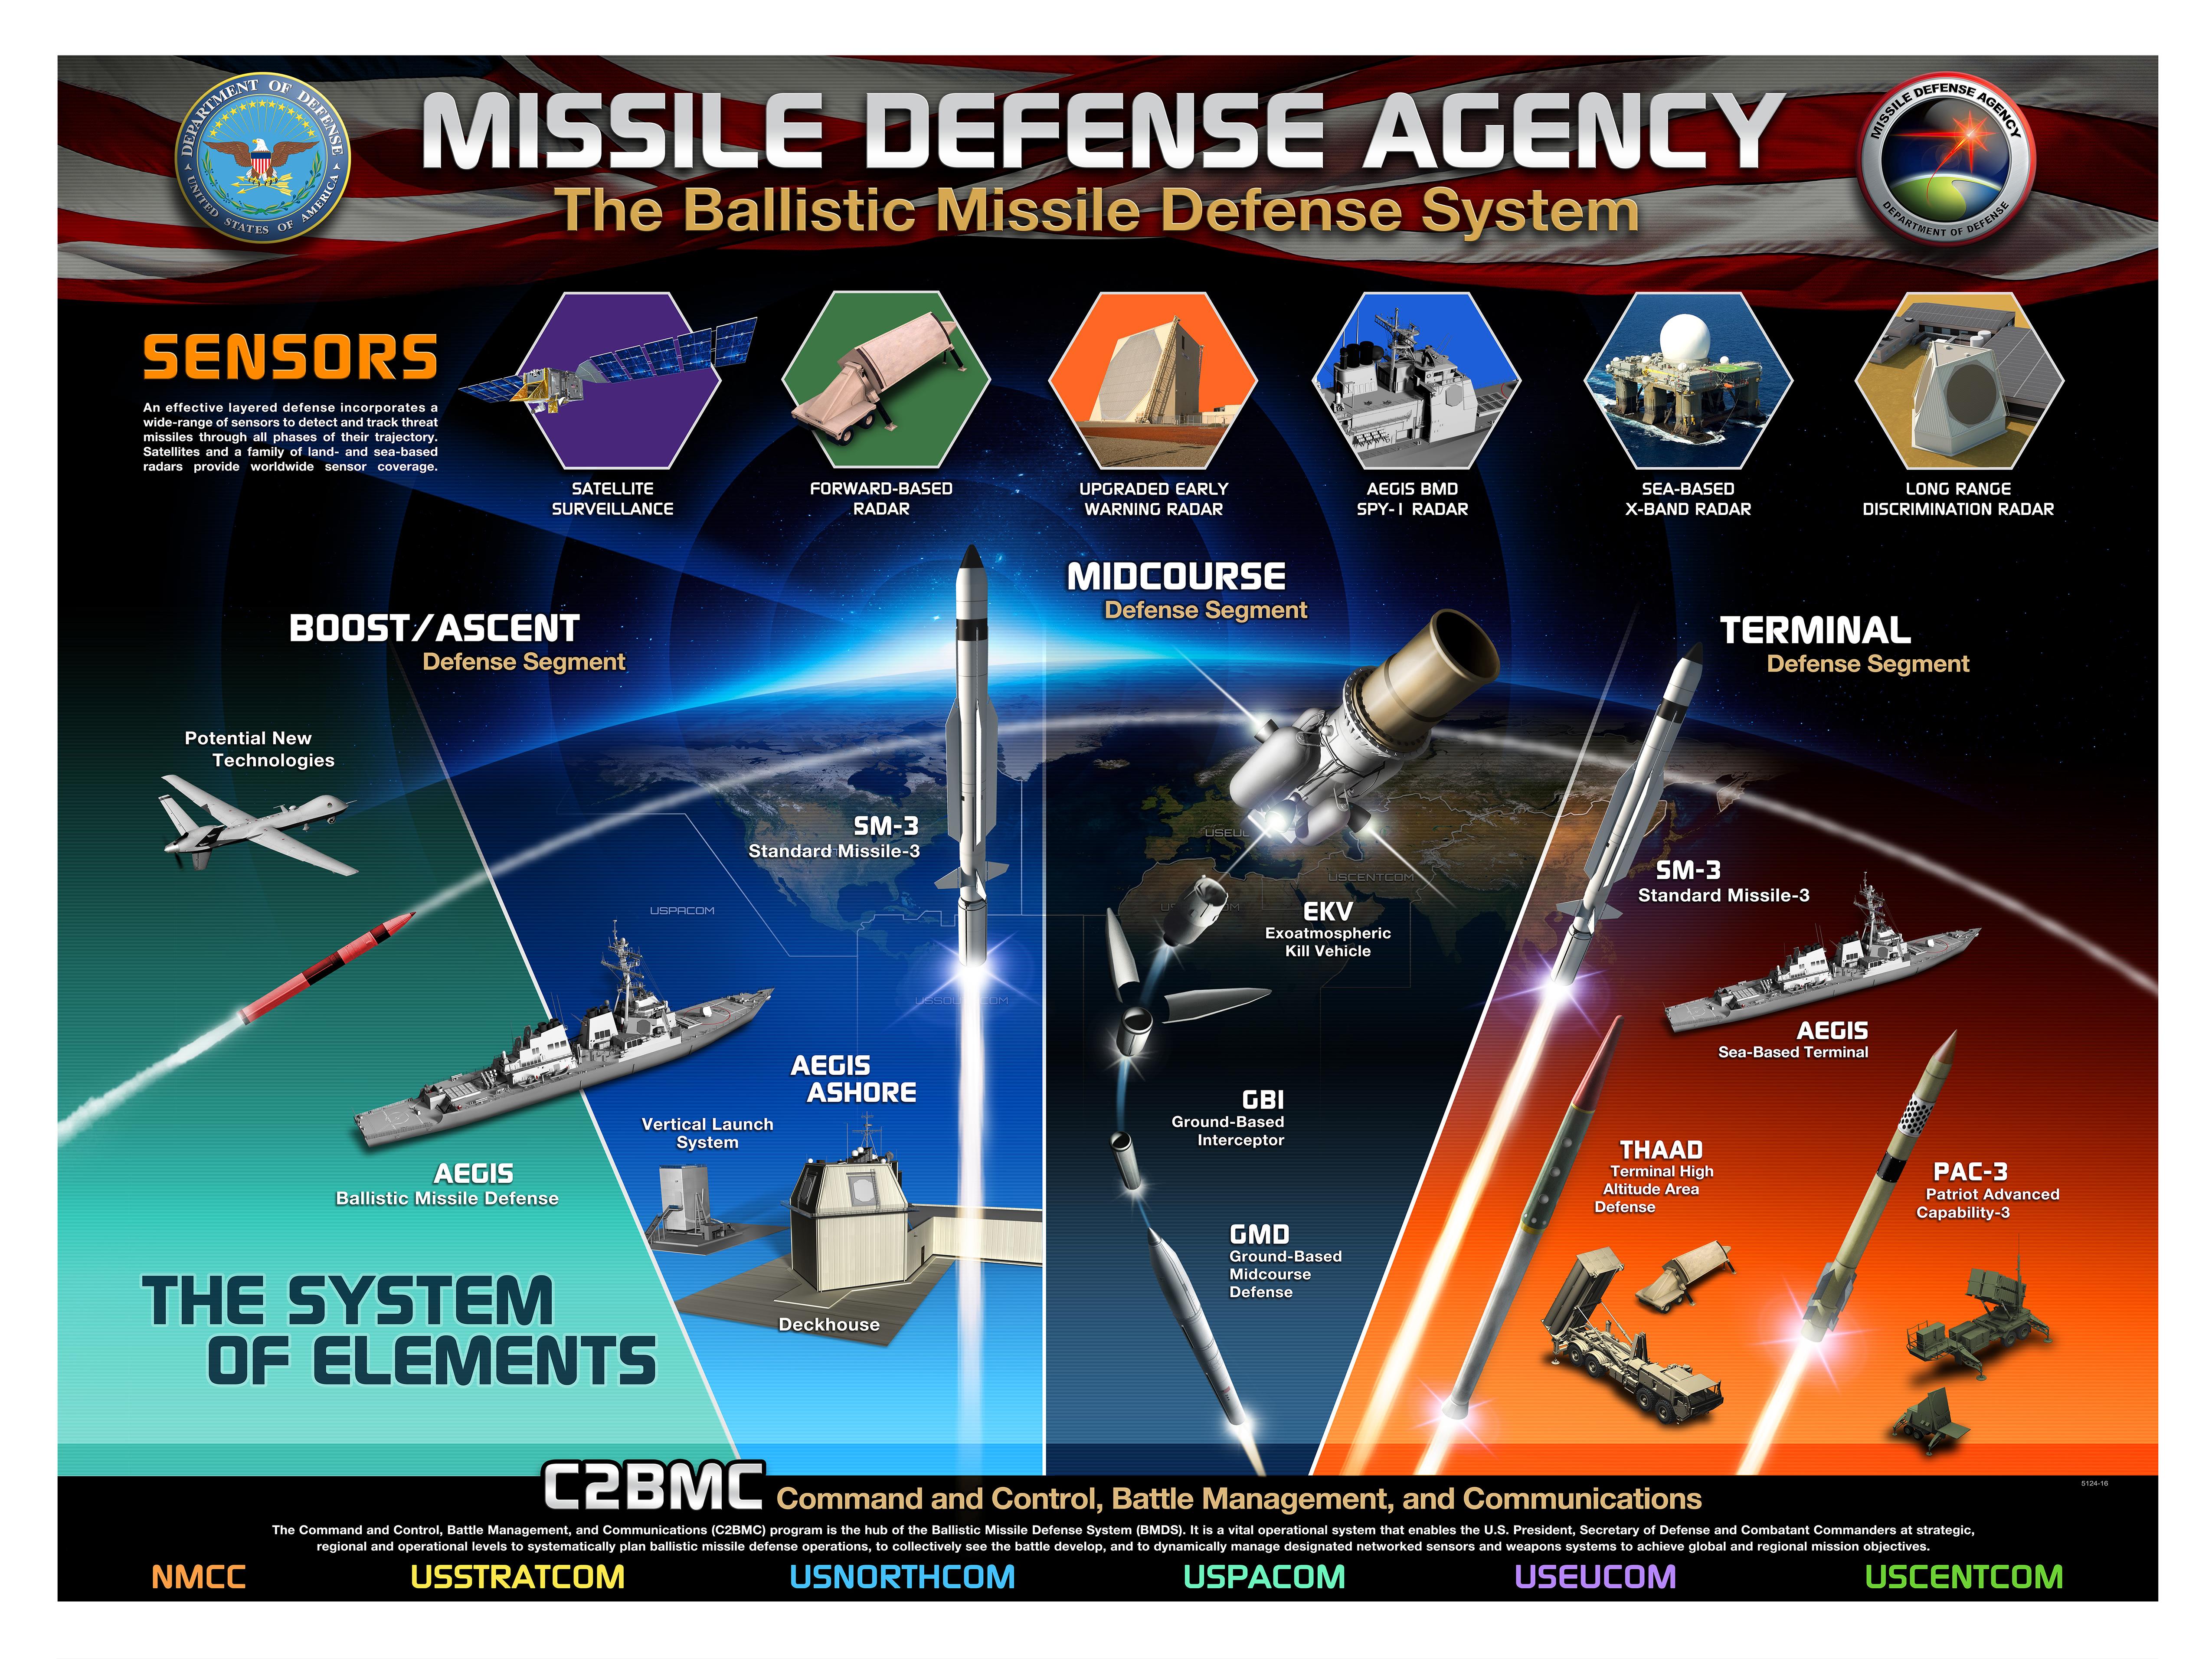 DEPARTMENT OF DEFENSE
UNITED STATES OF AMERICA
MISSILE DEFENSE AGENCY
The Ballistic Missile Defense System
MISSILE DEFENSE AGENCY
DEPARTMENT OF DEFENSE
SENSORS
An effective layered defense incorporates a
wide-range of sensors to detect and track threat
missiles through all phases of their trajectory.
Satellites and a family of land- and sea-based
radars provide worldwide sensor coverage.
SATELLITE
SURVEILLANCE
FORWARD-BASED
RADAR
UPGRADED EARLY
WARNING RADAR
AEGIS BMD
SPY-1 RADAR
SEA-BASED
X-BAND RADAR
LONG RANGE
DISCRIMINATION RADAR
BOOST/ASCENT
Defense Segment
MIDCOURSE
Defense Segment
TERMINAL
Defense Segment
Potential New
Technologies
SM-3
Standard Missile-3
USPACOM
USCENTCOM
EKV
Exoatmospheric
Kill Vehicle
SM-3
Standard Missile-3
AEGIS
Sea-Based Terminal
AEGIS
Ballistic Missile Defense
AEGIS
ASHORE
Vertical Launch
System
Deckhouse
GBI
Ground-Based
Interceptor
GMD
Ground-Based
Midcourse
Defense
THAAD
Terminal High
Altitude Area
Defense
PAC-3
Patriot Advanced
Capability-3
THE SYSTEM
OF ELEMENTS
5124-16
C2BMC Command and Control, Battle Management, and Communications
The Command and Control, Battle Management, and Communications (C2BMC) program is the hub of the Ballistic Missile Defense System (BMDS). It is a vital operational system that enables the U.S. President, Secretary of Defense and Combatant Commanders at strategic,
regional and operational levels to systematically plan ballistic missile defense operations, to collectively see the battle develop, and to dynamically manage designated networked sensors and weapons systems to achieve global and regional mission objectives.
NMCC USSTRATCOM USNORTHCOM USPACOM USEUCOM USCENTCOM